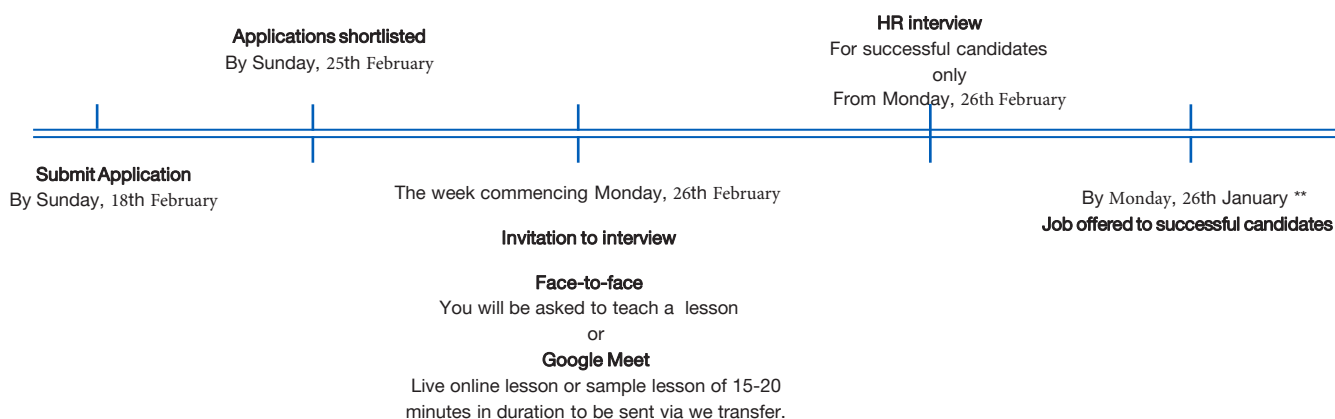 Applications shortlisted
By Sunday, 25th February
HR interview
For successful candidates
only
From Monday, 26th February
Submit Application
By Sunday, 18th February
The week commencing Monday, 26th February
Invitation to interview
Face-to-face
You will be asked to teach a lesson
or
Google Meet
Live online lesson or sample lesson of 15-20
minutes in duration to be sent via we transfer.
By Monday, 26th January **
Job offered to successful candidates